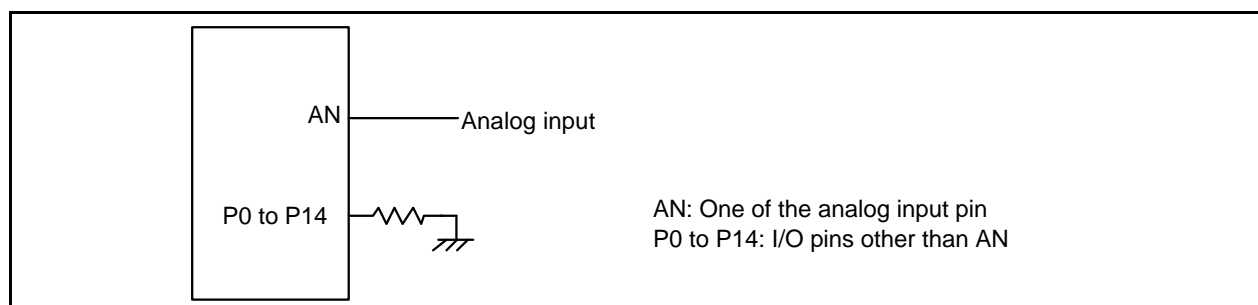 AN
Analog input
P0 to P14
AN: One of the analog input pin
P0 to P14: I/O pins other than AN